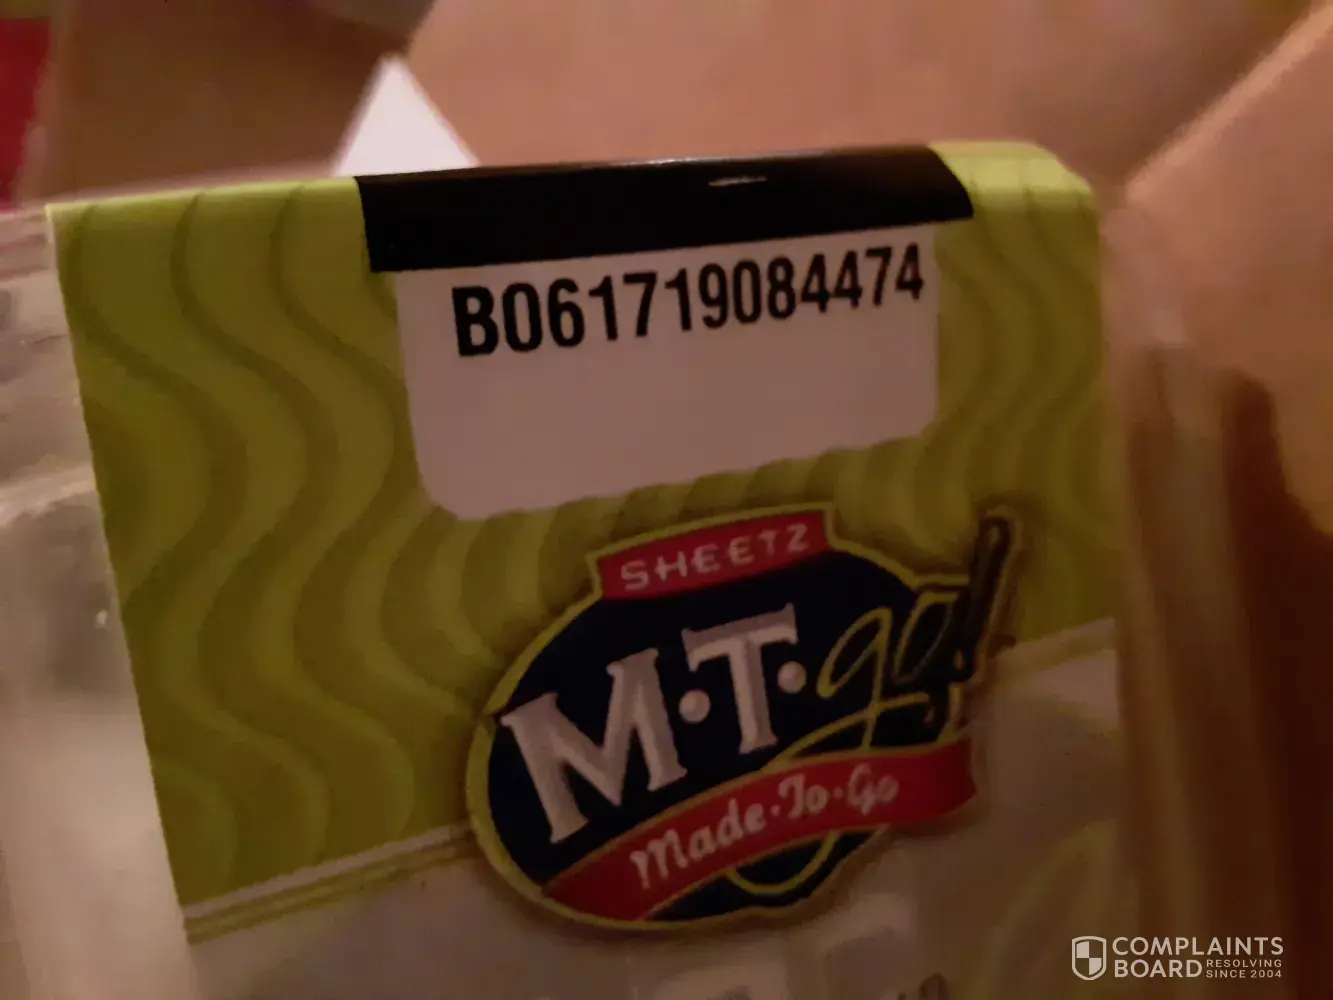 B061719084474
SHEETZ
M·T·go!
Made·To·Go
COMPLAINTS
BOARD RESOLVING
SINCE 2004